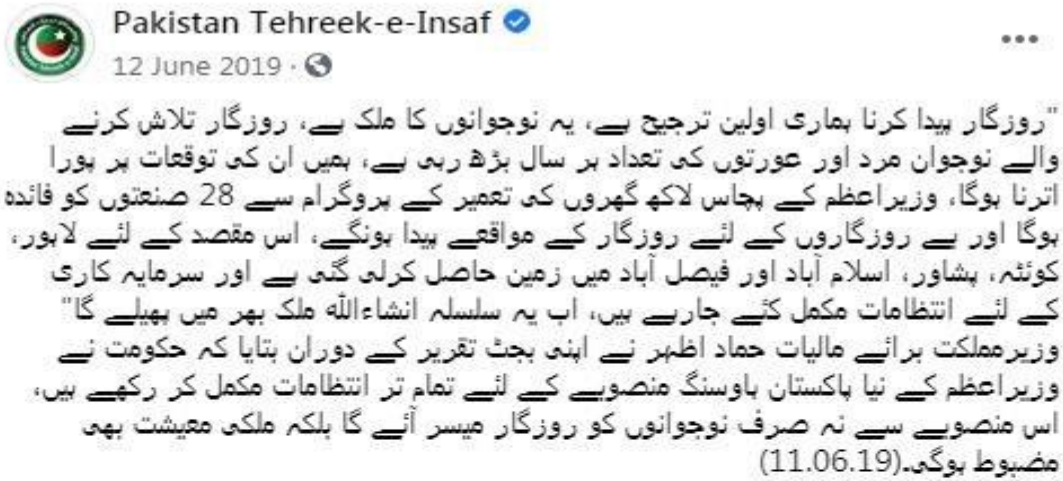 Pakistan Tehreek-e-Insaf
12 June 2019 ·
"روزگار پیدا کرنا ہماری اولین ترجیح ہے، یہ نوجوانوں کا ملک ہے، روزگار تلاش کرنے
والے نوجوان مرد اور عورتوں کی تعداد ہر سال بڑھ رہی ہے، ہمیں ان کی توقعات پر پورا
اترنا ہوگا، وزیراعظم کے پچاس لاکھ گھروں کی تعمیر کے پروگرام سے 28 صنعتوں کو فائدہ
ہوگا اور بے روزگاروں کے لئے روزگار کے مواقعے پیدا ہونگے، اس مقصد کے لئے لاہور،
کوئٹہ، پشاور، اسلام آباد اور فیصل آباد میں زمین حاصل کرلی گئی ہے اور سرمایہ کاری
کے لئے انتظامات مکمل کئے جارہے ہیں، اب یہ سلسلہ انشاءاللہ ملک بھر میں پھیلے گا"
وزیرمملکت برائے مالیات حماد اظہر نے اپنی بجٹ تقریر کے دوران بتایا کہ حکومت نے
وزیراعظم کے نیا پاکستان ہاوسنگ منصوبے کے لئے تمام تر انتظامات مکمل کر رکھے ہیں،
اس منصوبے سے نہ صرف نوجوانوں کو روزگار میسر آئے گا بلکہ ملکی معیشت بھی
مضبوط ہوگی۔(11.06.19)